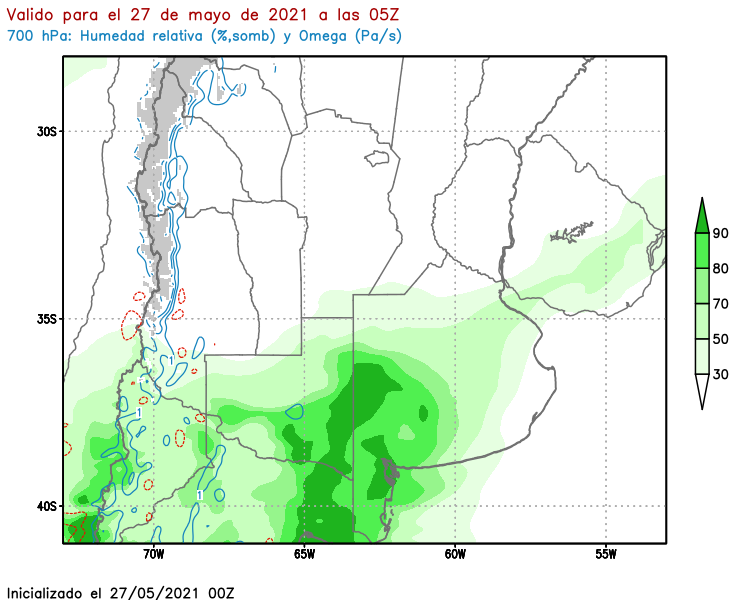 Valido para el 27 de mayo de 2021 a las 05Z
700 hPa: Humedad relativa (%,somb) y Omega (Pa/s)
30S
35S
40S
70W
65W
60W
55W
90
80
70
50
30
1
1
1
Inicializado el 27/05/2021 00Z